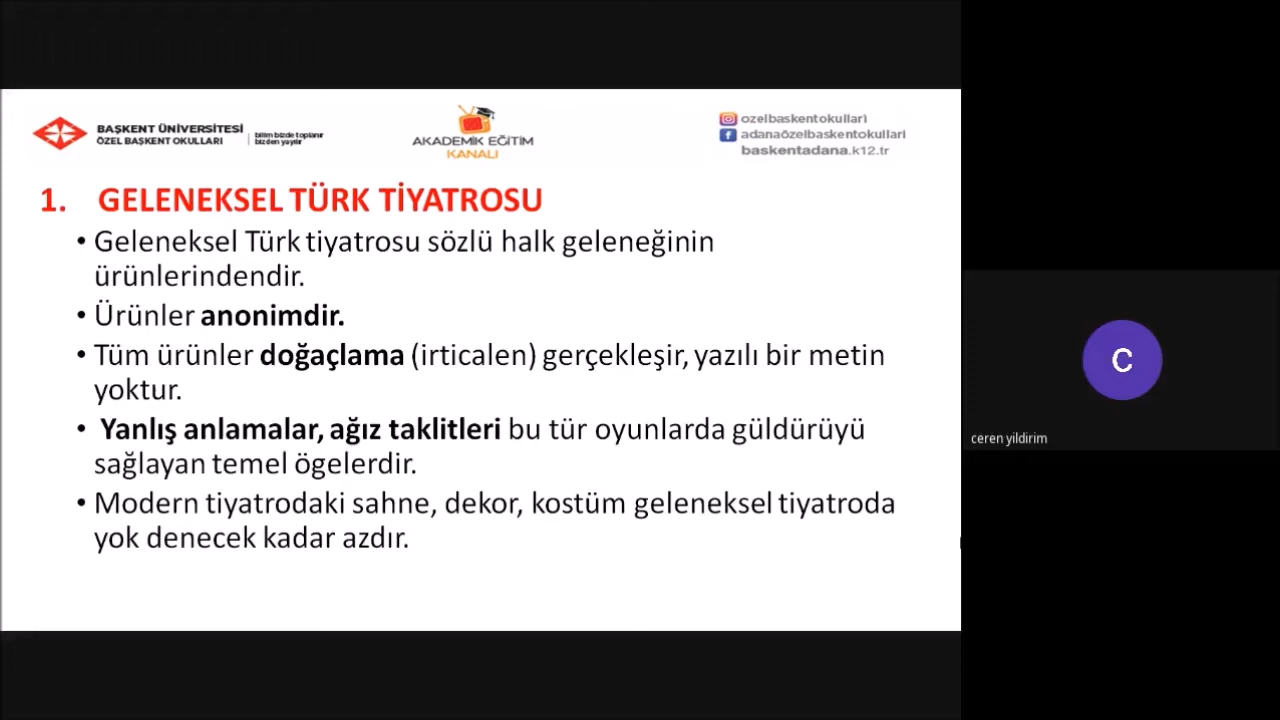 BAŞKENT ÜNİVERSİTESİ
ÖZEL BAŞKENT OKULLARI
bilim bizde toplanır
bizden yayılır
AKADEMİK EĞİTİM
KANALI
ozelbaskentokullari
adanaözelbaskentokullari
baskentadana.k12.tr
1. GELENEKSEL TÜRK TİYATROSU
• Geleneksel Türk tiyatrosu sözlü halk geleneğinin
ürünlerindendir.
• Ürünler anonimdir.
• Tüm ürünler doğaçlama (irticalen) gerçekleşir, yazılı bir metin
yoktur.
• Yanlış anlamalar, ağız taklitleri bu tür oyunlarda güldürüyü
sağlayan temel ögelerdir.
• Modern tiyatrodaki sahne, dekor, kostüm geleneksel tiyatroda
yok denecek kadar azdır.
C
ceren yildirim